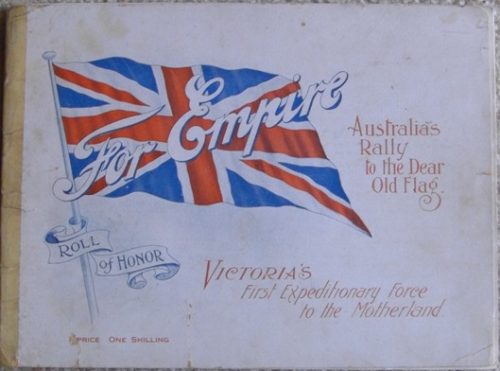 For Empire
Australia's
Rally
to the Dear
Old Flag.
ROLL
of HONOR
VICTORIA'S
First Expeditionary Force
to the Motherland
PRICE ONE SHILLING